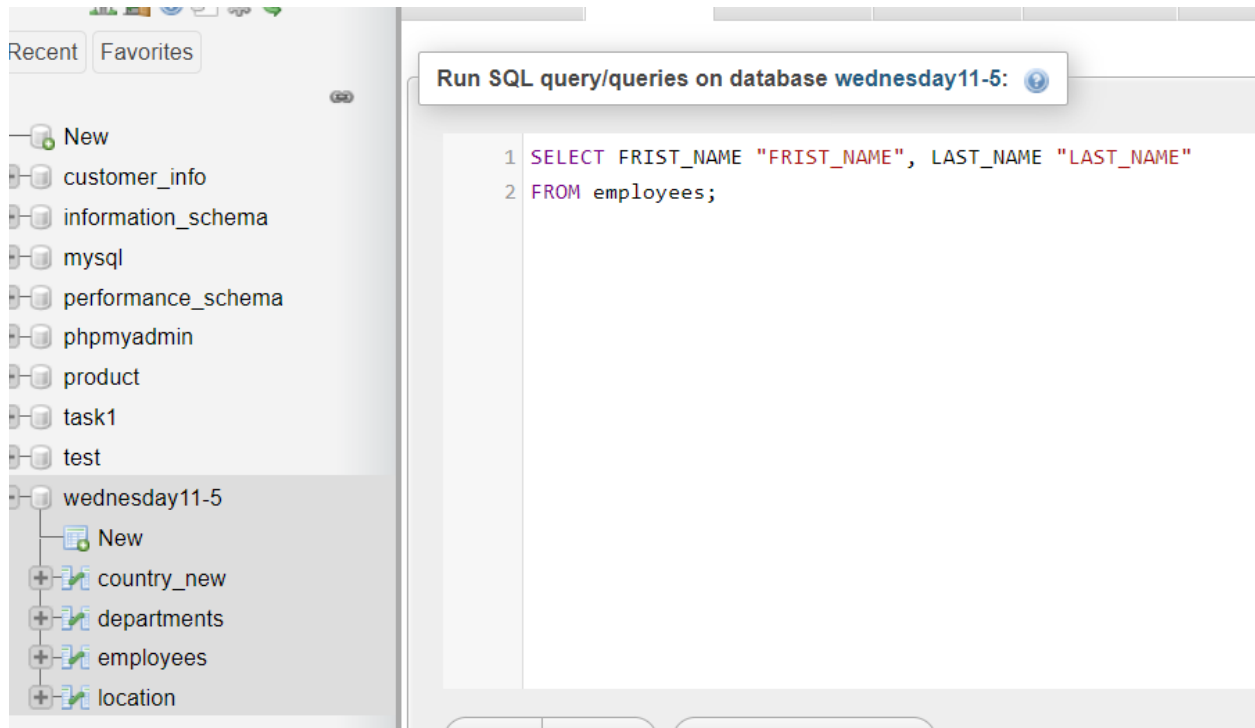 Recent Favorites
New
customer_info
information_schema
mysql
performance_schema
phpmyadmin
product
task1
test
wednesday11-5
New
country_new
departments
employees
location
Run SQL query/queries on database wednesday11-5:
1 SELECT FRIST_NAME "FRIST_NAME", LAST_NAME "LAST_NAME"
2 FROM employees;